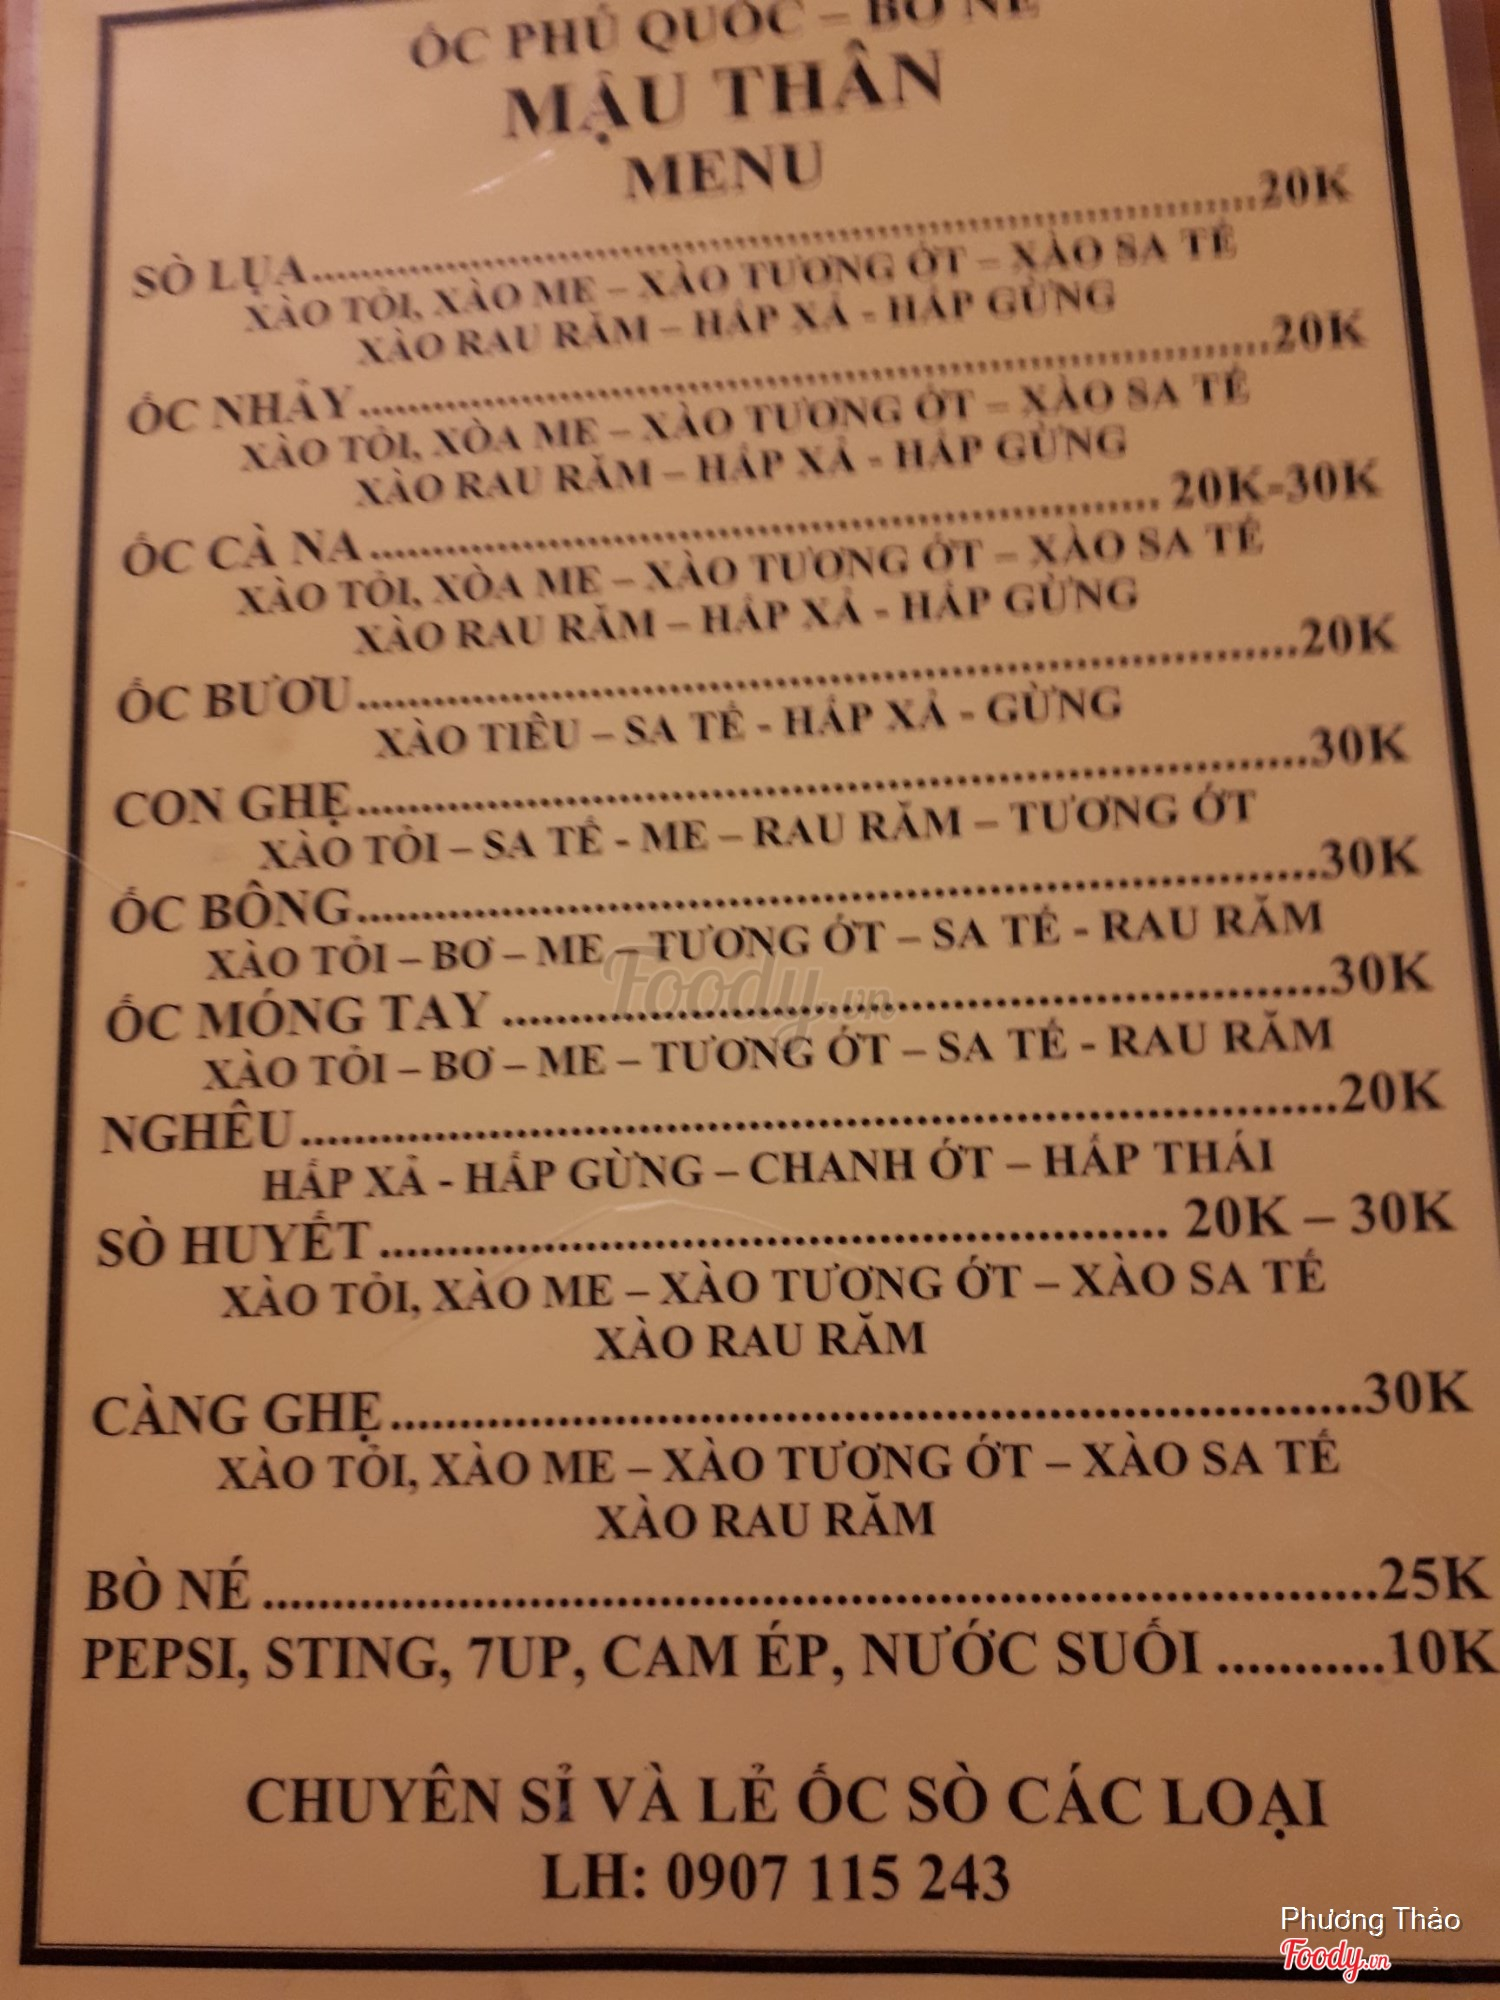 ỐC PHÚ QUỐC – BÒ NÉ
MẬU THÂN
MENU
SÒ LỤA...20K
XÀO TỎI, XÀO ME – XÀO TƯƠNG ỚT – XÀO SA TẾ
XÀO RAU RĂM – HẤP XẢ - HẤP GỪNG
ỐC NHẢY...20K
XÀO TỎI, XÒA ME – XÀO TƯƠNG ỚT – XÀO SA TẾ
XÀO RAU RĂM – HẤP XẢ - HẤP GỪNG
ỐC CÀ NA... 20K-30K
XÀO TỎI, XÒA ME – XÀO TƯƠNG ỚT – XÀO SA TẾ
XÀO RAU RĂM – HẤP XẢ - HẤP GỪNG
ỐC BƯƠU...20K
XÀO TIÊU – SA TẾ - HẤP XẢ - GỪNG
CON GHẸ...30K
XÀO TỎI – SA TẾ - ME – RAU RĂM – TƯƠNG ỚT
ỐC BÔNG...30K
XÀO TỎI – BƠ – ME – TƯƠNG ỚT – SA TẾ - RAU RĂM
ỐC MÓNG TAY ...30K
XÀO TỎI – BƠ – ME – TƯƠNG ỚT – SA TẾ - RAU RĂM
NGHÊU...20K
HẤP XẢ - HẤP GỪNG – CHANH ỚT – HẤP THÁI
SÒ HUYẾT... 20K – 30K
XÀO TỎI, XÀO ME – XÀO TƯƠNG ỚT – XÀO SA TẾ
XÀO RAU RĂM
CÀNG GHẸ...30K
XÀO TỎI, XÀO ME – XÀO TƯƠNG ỚT – XÀO SA TẾ
XÀO RAU RĂM
BÒ NÉ...25K
PEPSI, STING, 7UP, CAM ÉP, NƯỚC SUỐI...10K
CHUYÊN SỈ VÀ LẺ ỐC SÒ CÁC LOẠI
LH: 0907 115 243
Foody.vn
Phương Thảo
Foody.vn